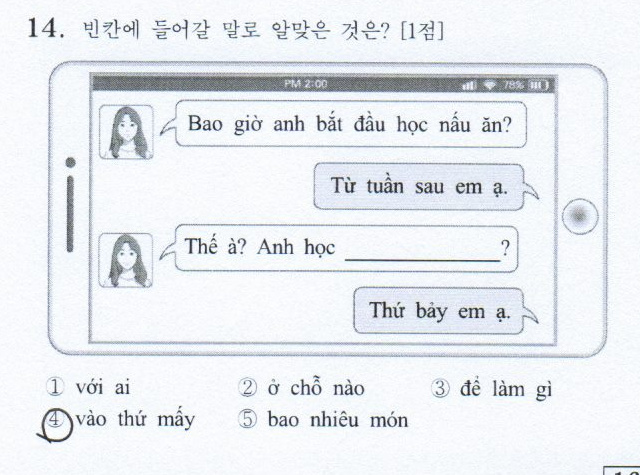 14. 빈칸에 들어갈 말로 알맞은 것은? [1점]
PM 2:00 78%
Bao giờ anh bắt đầu học nấu ăn?
Từ tuần sau em ạ.
Thế à? Anh học ____________?
Thứ bảy em ạ.
① với ai ② ở chỗ nào ③ để làm gì
④ vào thứ mấy ⑤ bao nhiêu món